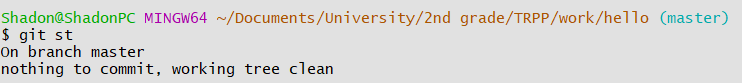 Shadon@ShadonPC MINGW64 ~/Documents/University/2nd grade/TRPP/work/hello (master)
$ git st
On branch master
nothing to commit, working tree clean